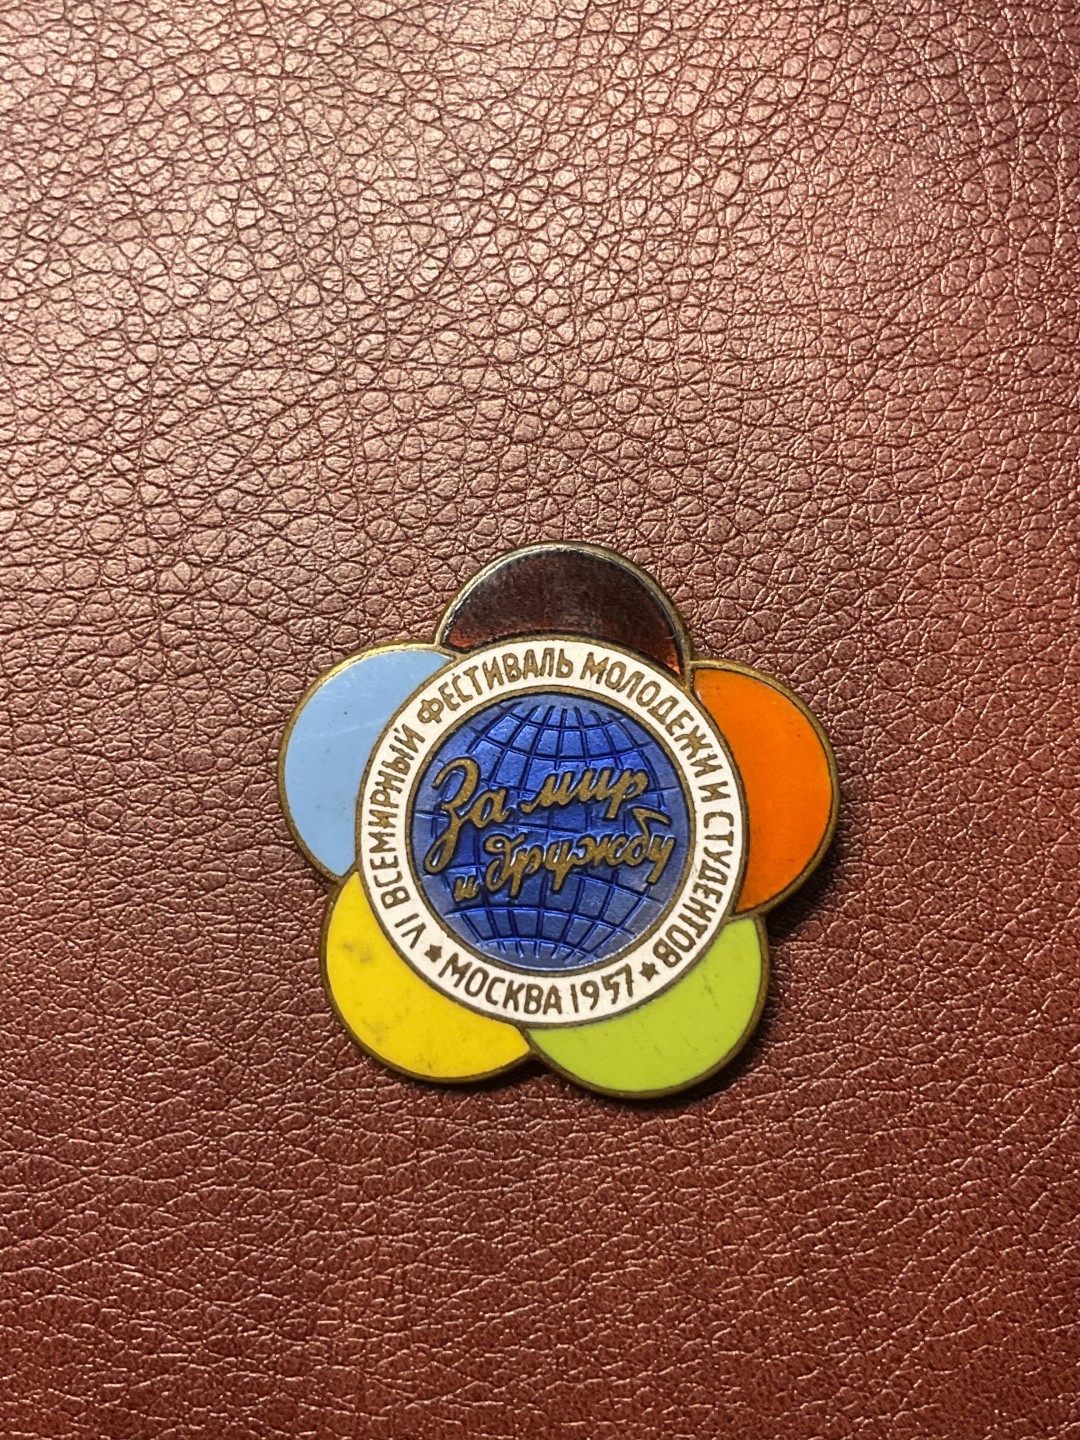 VI ВСЕМИРНЫЙ ФЕСТИВАЛЬ МОЛОДЕЖИ И СТУДЕНТОВ
★ МОСКВА 1957 ★
За мир
и дружбу